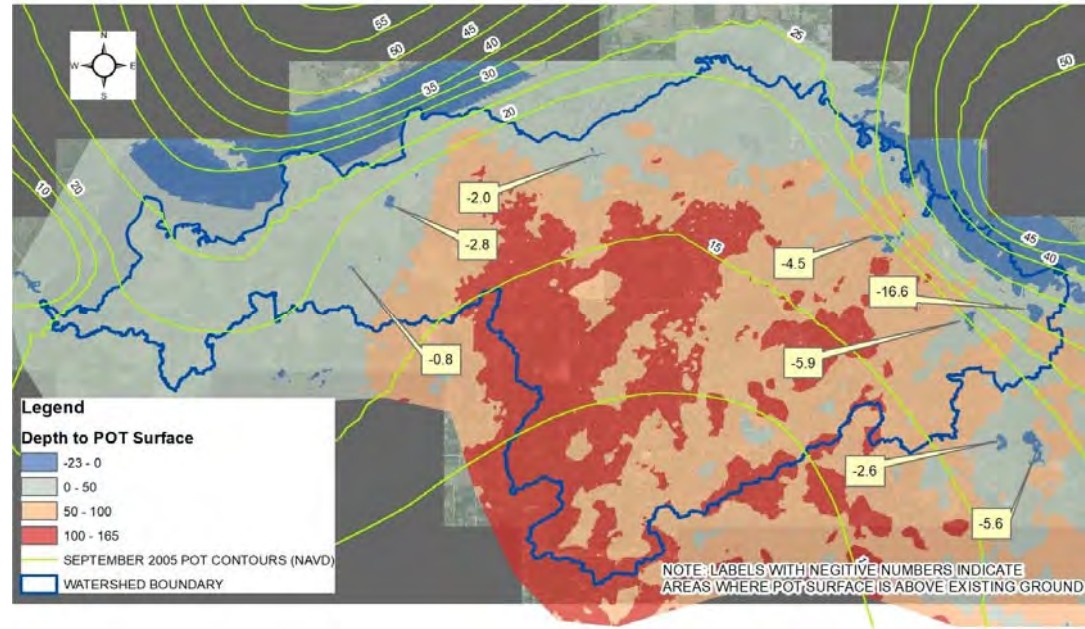 55
50
45
40
35
30
25
20
N
W E
S
50
10
20
-2.0
-2.8
15
-4.5
45
40
-16.6
-0.8
-5.9
-2.6
-5.6
Legend
Depth to POT Surface
-23 - 0
0 - 50
50 - 100
100 - 165
SEPTEMBER 2005 POT CONTOURS (NAVD)
WATERSHED BOUNDARY
NOTE: LABELS WITH NEGITIVE NUMBERS INDICATE
AREAS WHERE POT SURFACE IS ABOVE EXISTING GROUND